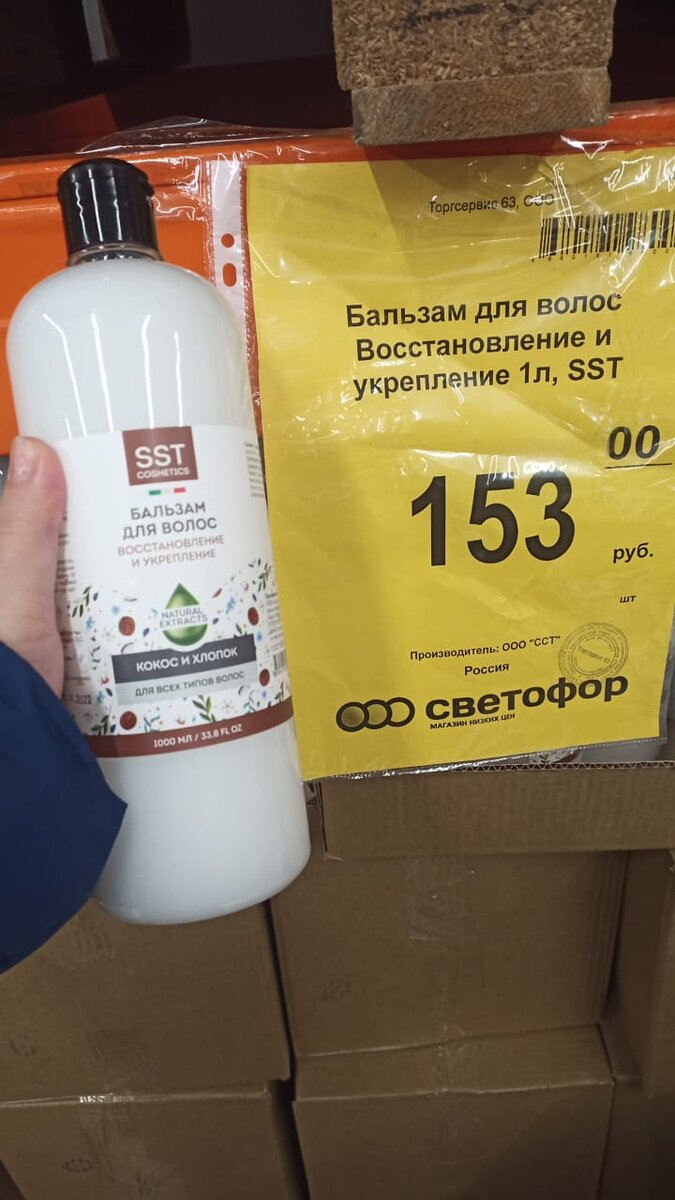 SST
COSMETICS
БАЛЬЗАМ
ДЛЯ ВОЛОС
ВОССТАНОВЛЕНИЕ
И УКРЕПЛЕНИЕ
NATURAL
EXTRACTS
КОКОС И ХЛОПОК
ДЛЯ ВСЕХ ТИПОВ ВОЛОС
1000 МЛ / 33,8 FL OZ
Торгсервис 63, ООО
Бальзам для волос
Восстановление и
укрепление 1л, SST
153 00
руб.
шт
Производитель: ООО "ССТ"
Россия
светофор
МАГАЗИН НИЗКИХ ЦЕН